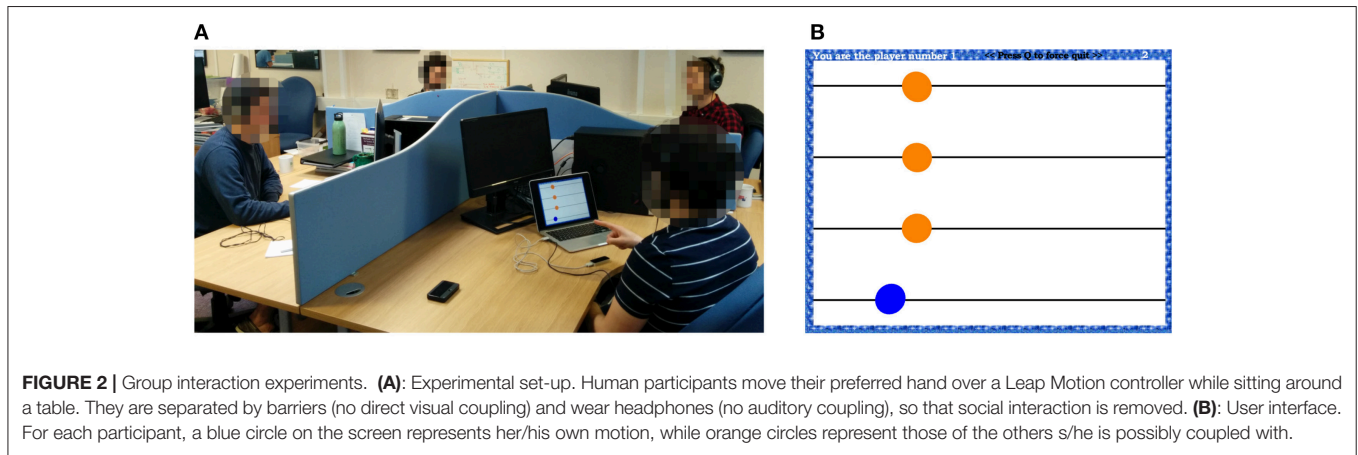 A
B
You are the player number 1 << Press Q to force quit >> 2
FIGURE 2 | Group interaction experiments. (A): Experimental set-up. Human participants move their preferred hand over a Leap Motion controller while sitting around
a table. They are separated by barriers (no direct visual coupling) and wear headphones (no auditory coupling), so that social interaction is removed. (B): User interface.
For each participant, a blue circle on the screen represents her/his own motion, while orange circles represent those of the others s/he is possibly coupled with.